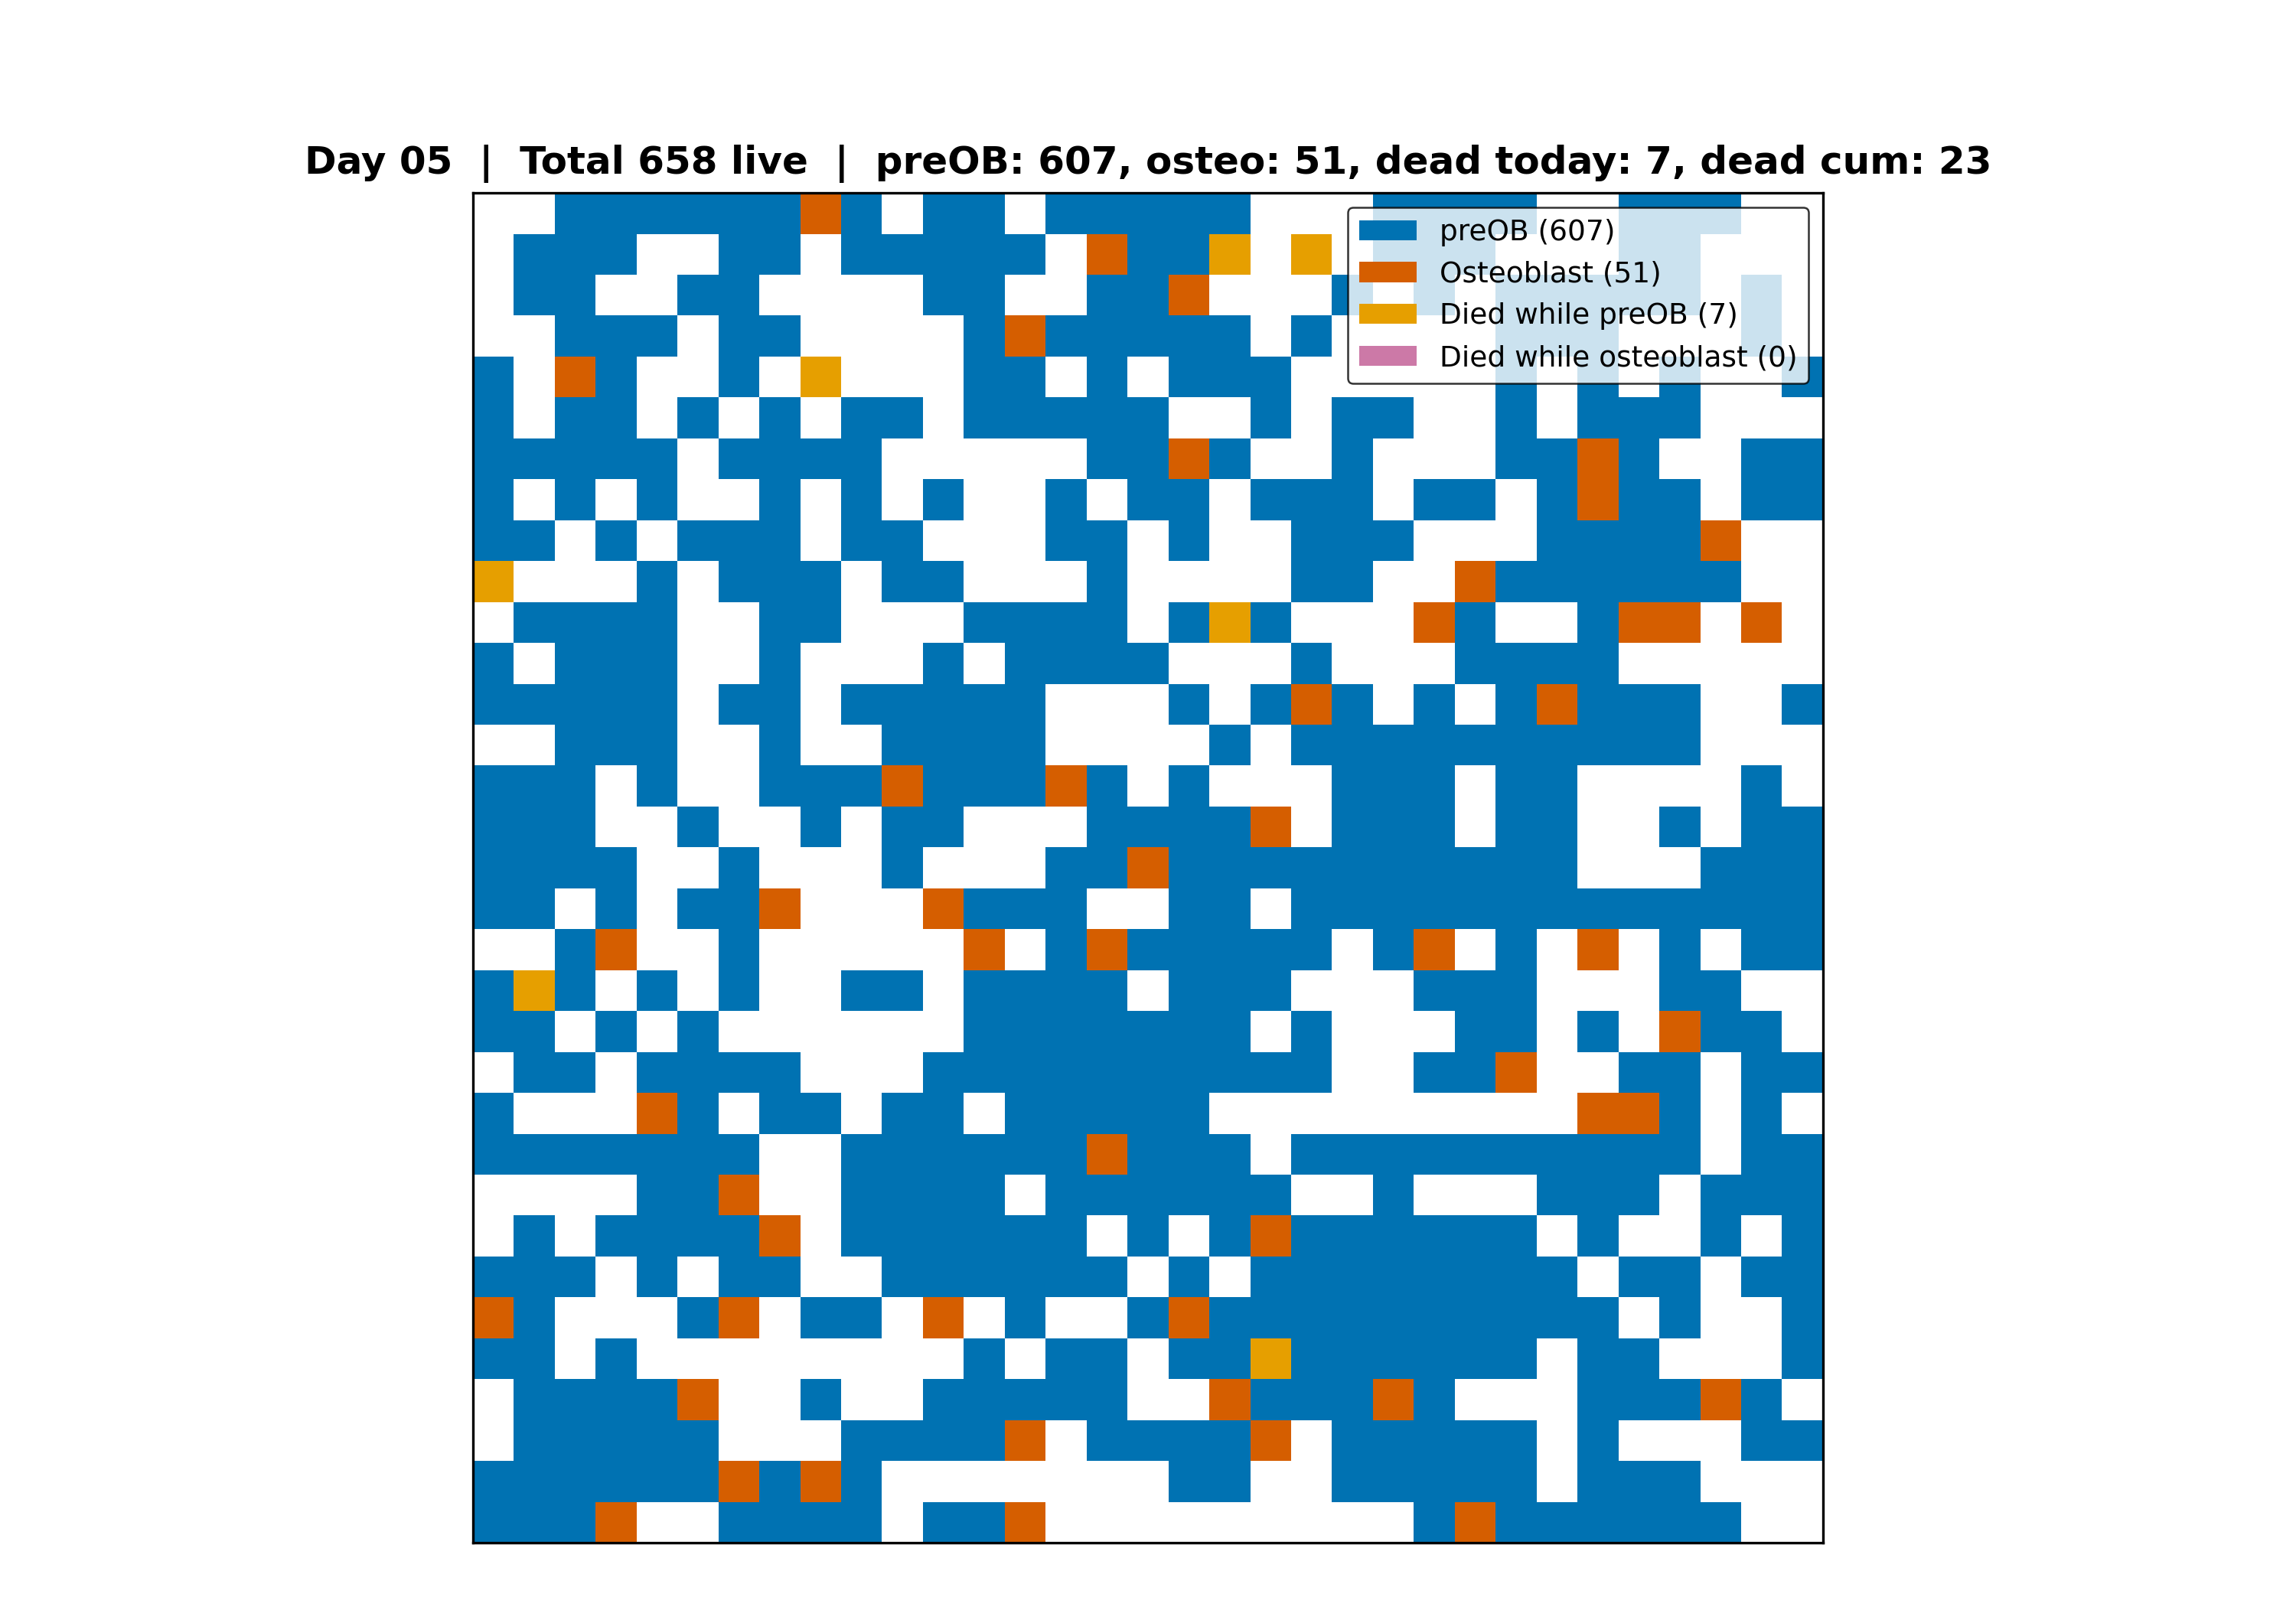 Day 05 | Total 658 live | preOB: 607, osteo: 51, dead today: 7, dead cum: 23
preOB (607)
Osteoblast (51)
Died while preOB (7)
Died while osteoblast (0)